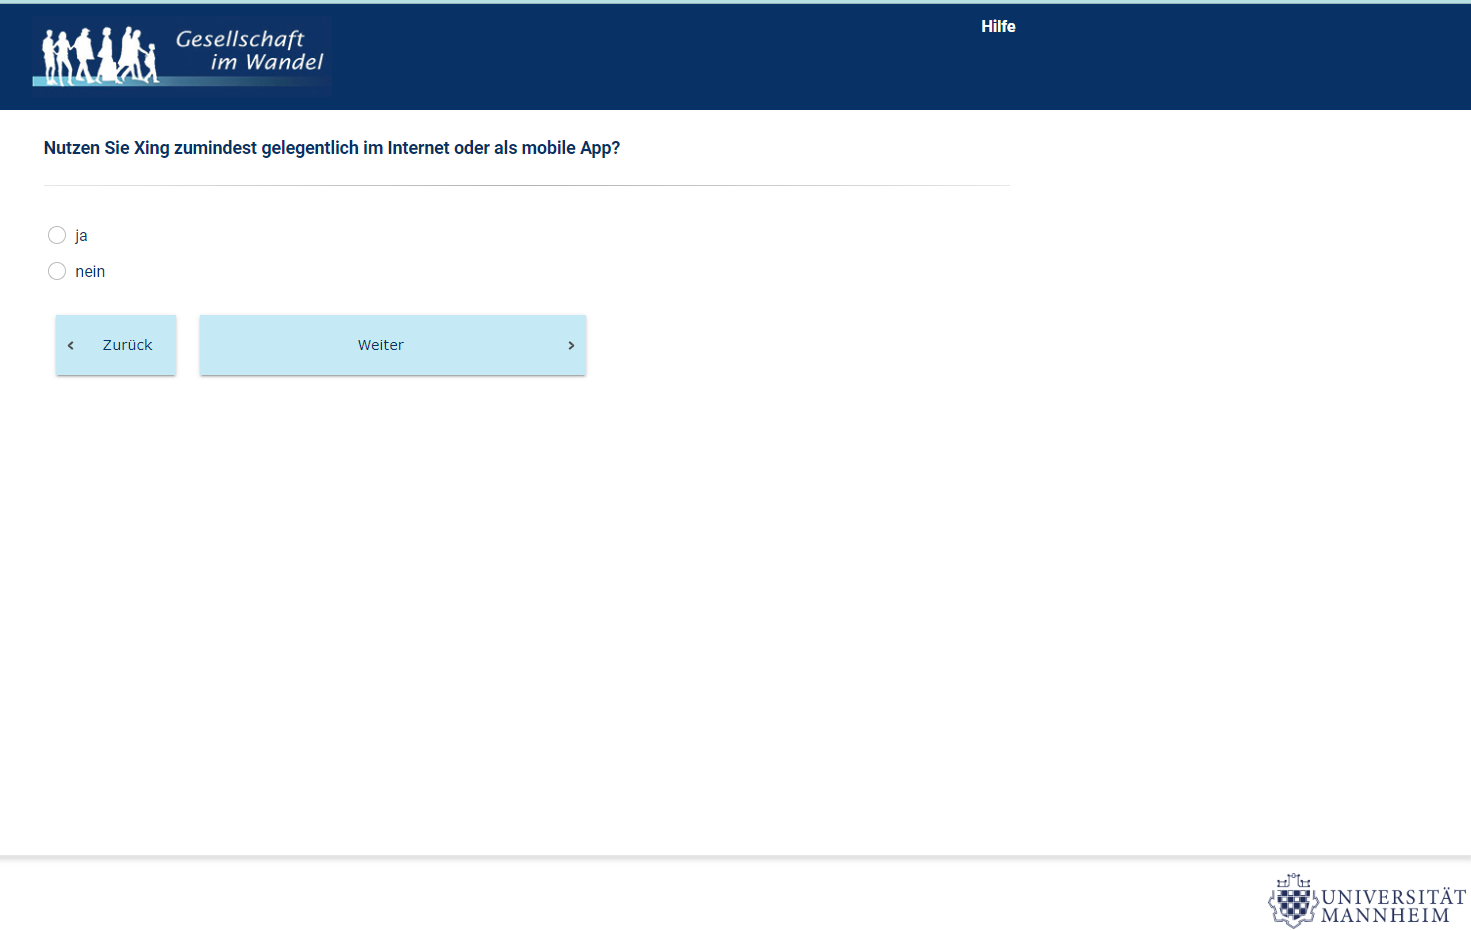 Gesellschaft
im Wandel
Hilfe
Nutzen Sie Xing zumindest gelegentlich im Internet oder als mobile App?
ja
nein
Zurück
Weiter
UNIVERSITÄT
MANNHEIM